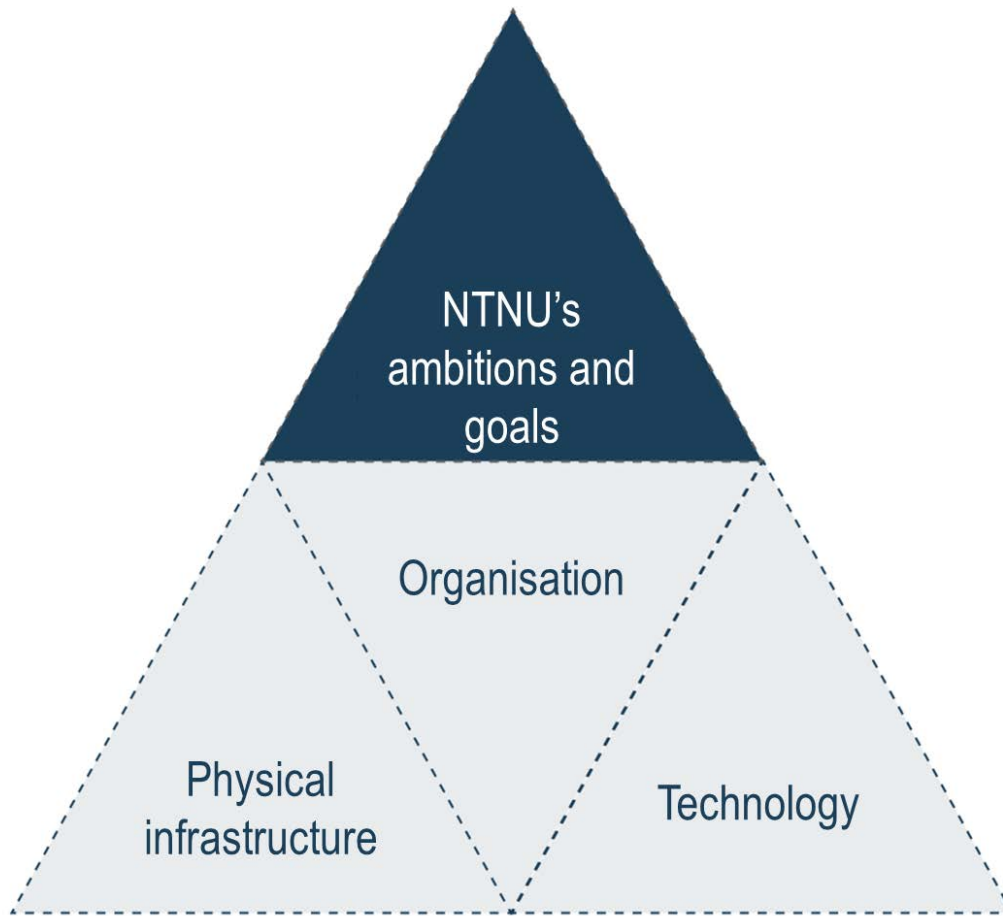 NTNU’s
ambitions and
goals
Organisation
Physical
infrastructure
Technology